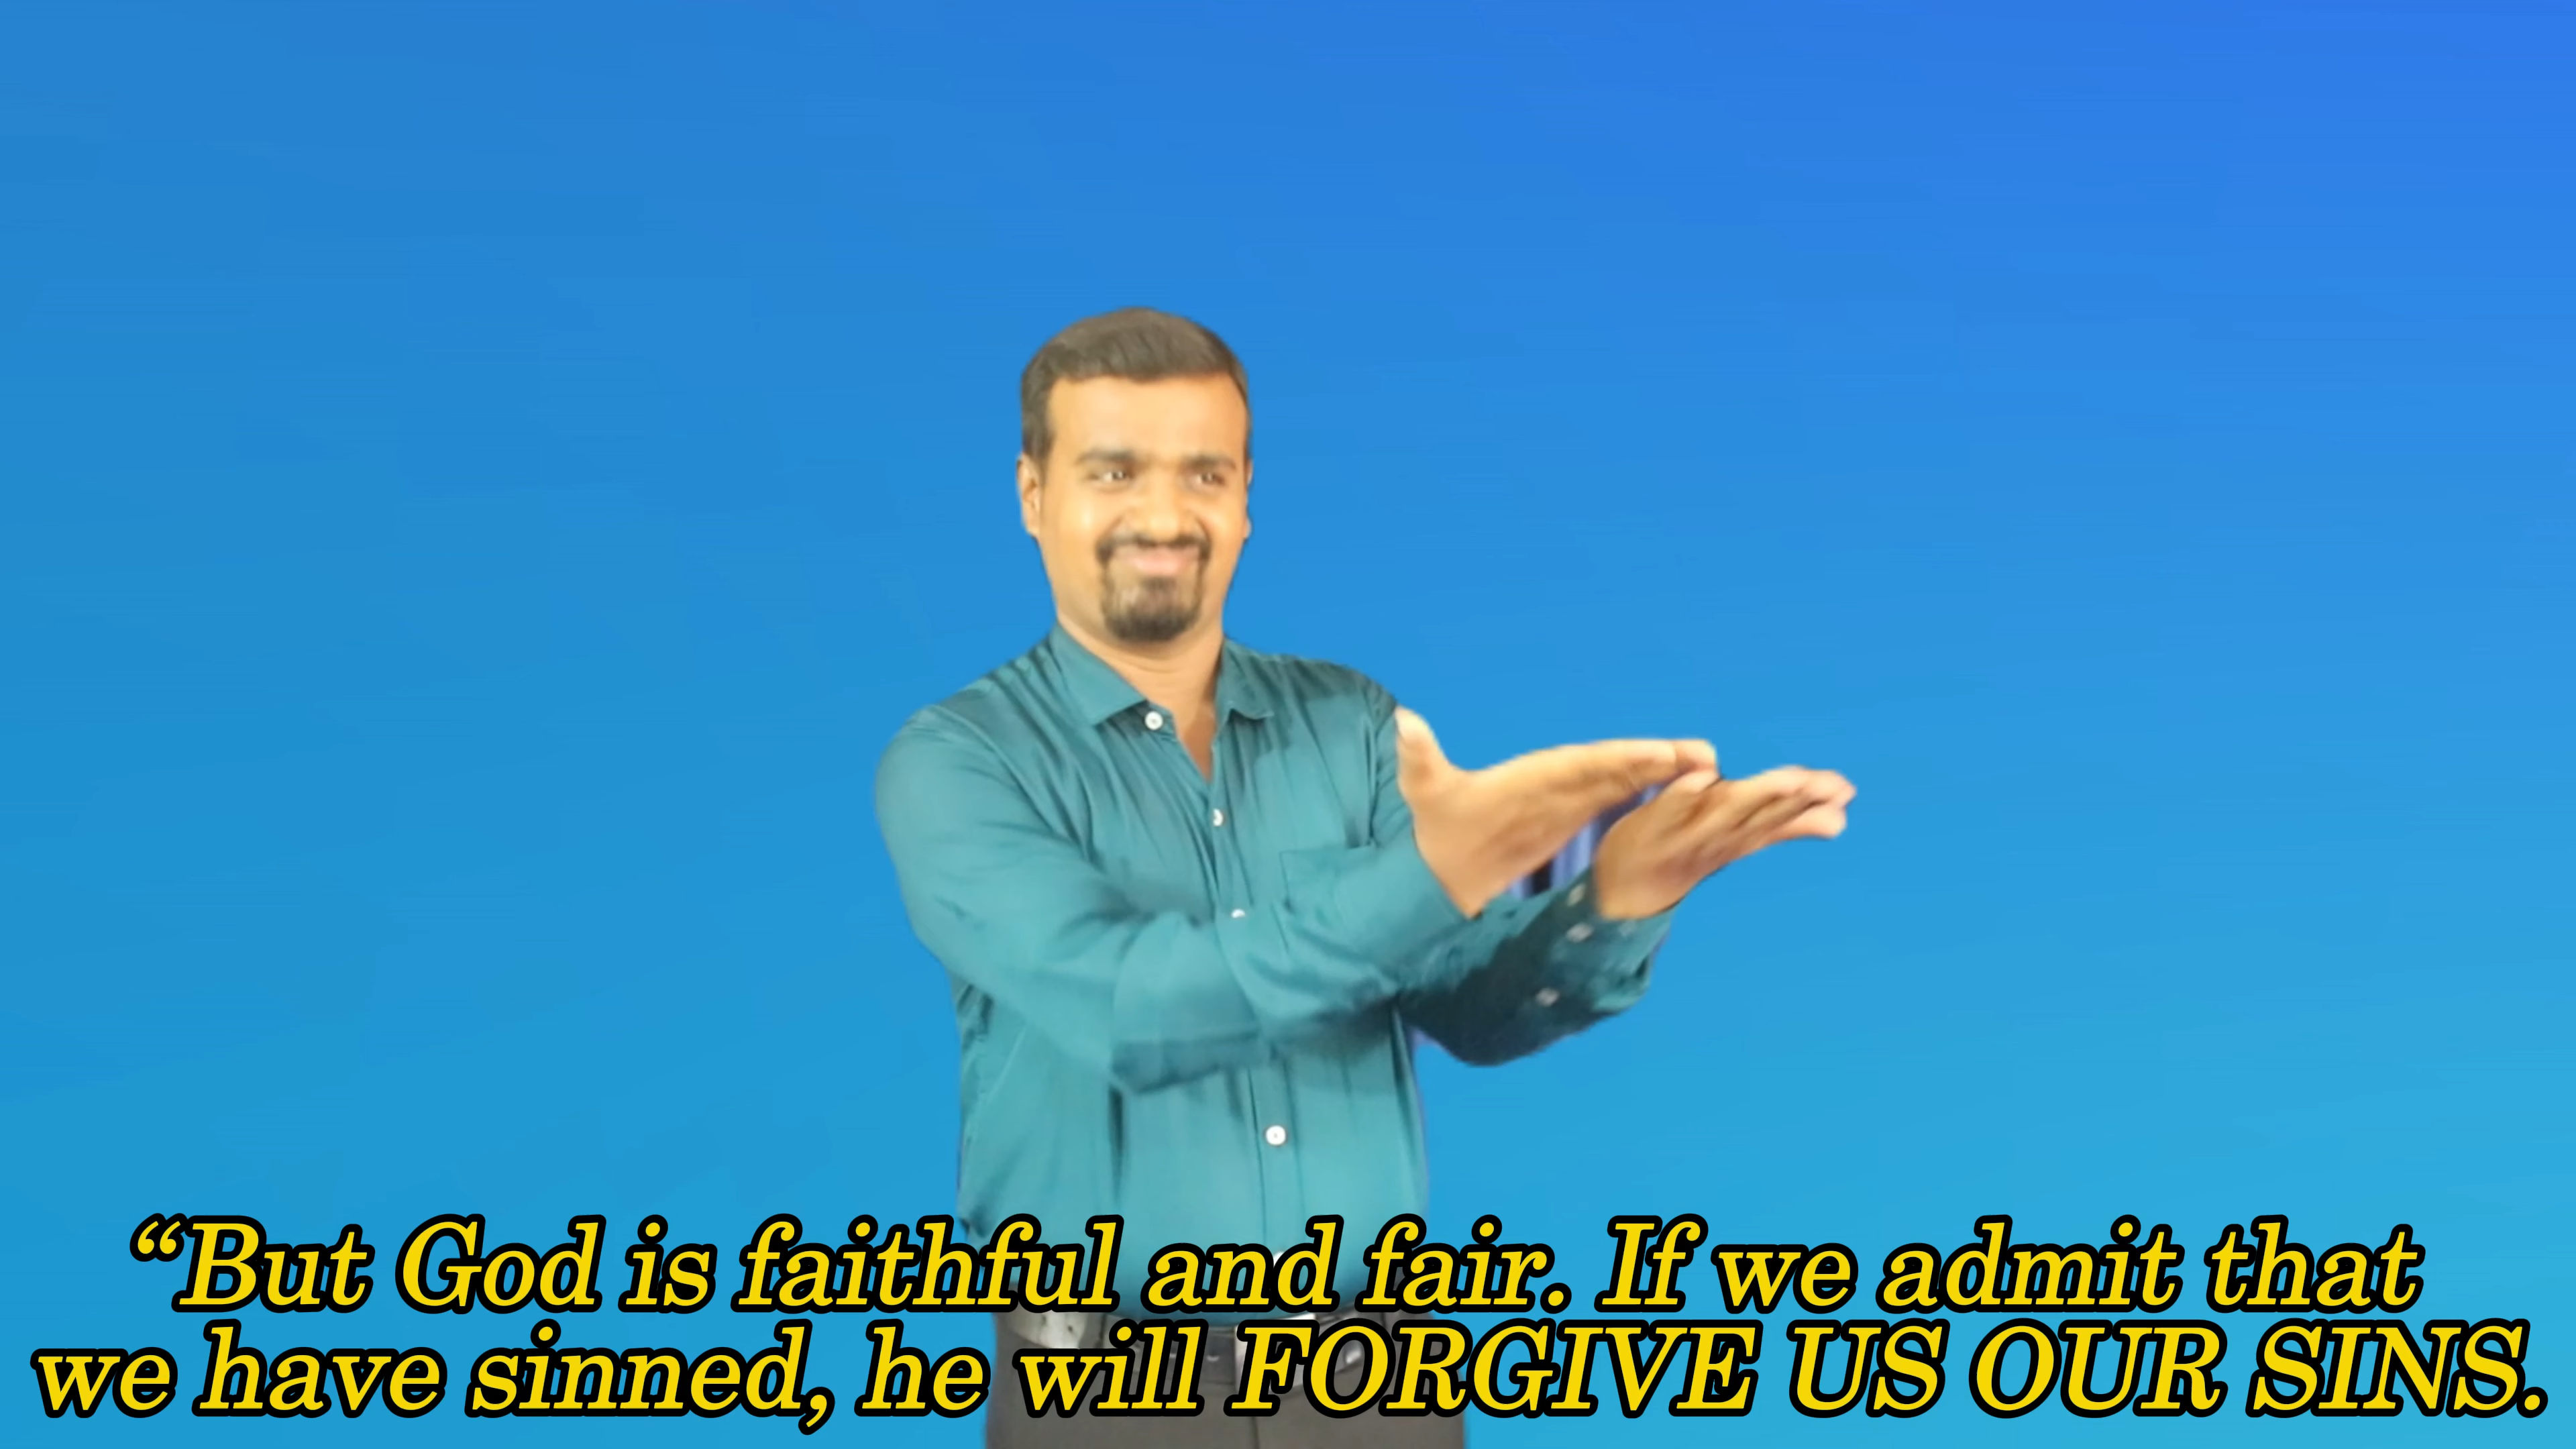 “But God is faithful and fair. If we admit that
we have sinned, he will FORGIVE US OUR SINS.